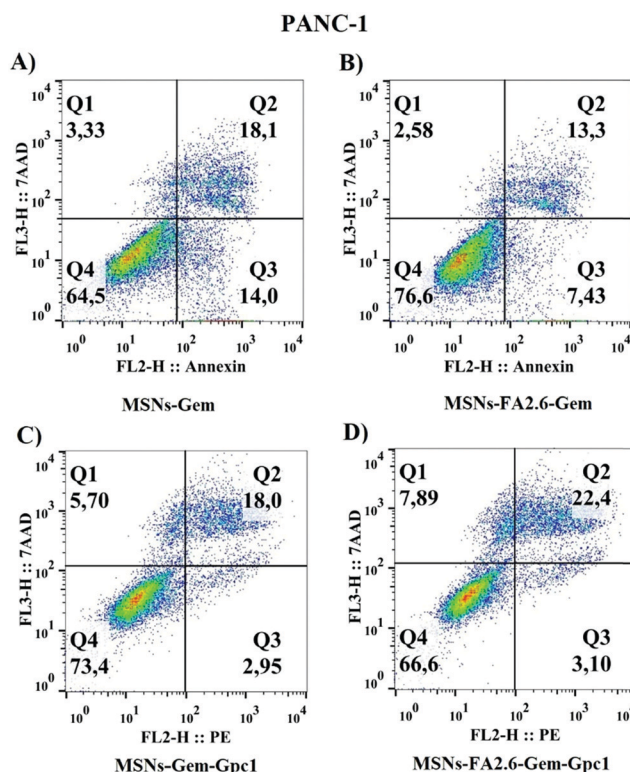 PANC-1
A)
FL3-H :: 7AAD
10^4
10^3
10^2
10^1
10^0
Q1
3,33
Q2
18,1
Q4
64,5
Q3
14,0
10^0 10^1 10^2 10^3 10^4
FL2-H :: Annexin
MSNs-Gem
B)
FL3-H :: 7AAD
10^4
10^3
10^2
10^1
10^0
Q1
2,58
Q2
13,3
Q4
76,6
Q3
7,43
10^0 10^1 10^2 10^3 10^4
FL2-H :: Annexin
MSNs-FA2.6-Gem
C)
FL3-H :: 7AAD
10^4
10^3
10^2
10^1
10^0
Q1
5,70
Q2
18,0
Q4
73,4
Q3
2,95
10^0 10^1 10^2 10^3 10^4
FL2-H :: PE
MSNs-Gem-Gpc1
D)
FL3-H :: 7AAD
10^4
10^3
10^2
10^1
10^0
Q1
7,89
Q2
22,4
Q4
66,6
Q3
3,10
10^0 10^1 10^2 10^3 10^4
FL2-H :: PE
MSNs-FA2.6-Gem-Gpc1